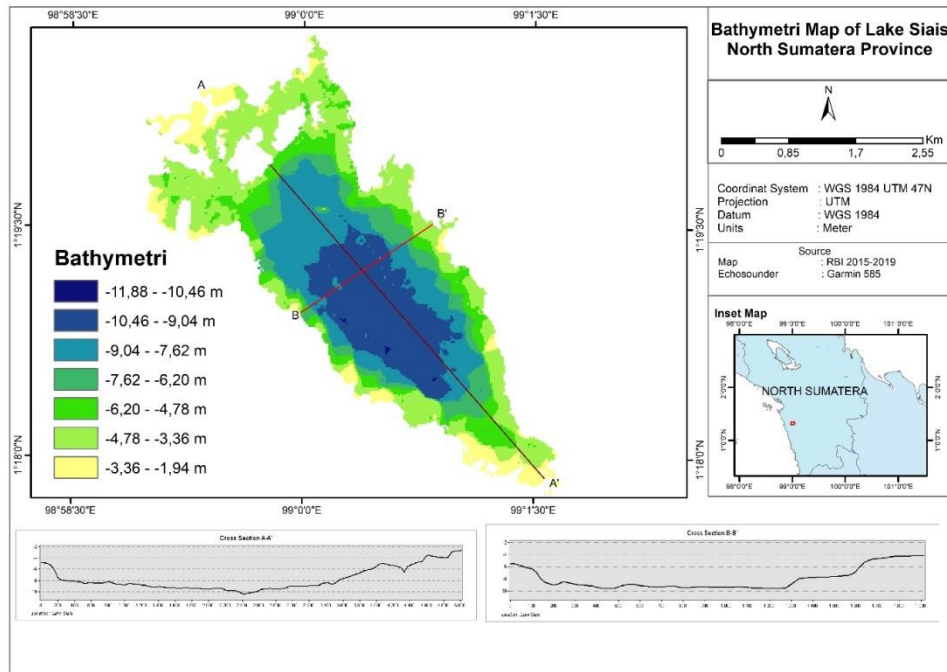 98°58'30"E 99°0'0"E 99°1'30"E
Bathymetri Map of Lake Siais
North Sumatera Province
N
Km
0 0,85 1,7 2,55
Coordinat System : WGS 1984 UTM 47N
Projection : UTM
Datum : WGS 1984
Units : Meter
Source
Map : RBI 2015-2019
Echosounder : Garmin 585
Inset Map
98°0'0"E 99°0'0"E 100°0'0"E 101°0'0"E
2°0'0"N
1°0'0"N
NORTH SUMATERA
2°0'0"N
1°0'0"N
98°0'0"E 99°0'0"E 100°0'0"E 101°0'0"E
A
B'
B
A'
1°19'30"N
1°18'0"N
1°19'30"N
1°18'0"N
Bathymetri
-11,88 - -10,46 m
-10,46 - -9,04 m
-9,04 - -7,62 m
-7,62 - -6,20 m
-6,20 - -4,78 m
-4,78 - -3,36 m
-3,36 - -1,94 m
98°58'30"E 99°0'0"E 99°1'30"E
Cross Section A-A'
Cross Section B-B'